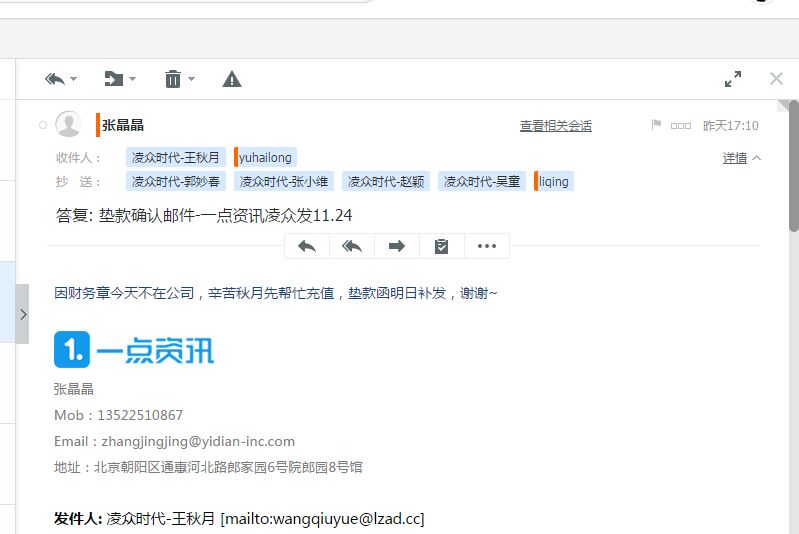 张晶晶
查看相关会话
昨天17:10
收件人： 凌众时代-王秋月 yuhailong
详情
抄 送： 凌众时代-郭妙春 凌众时代-张小维 凌众时代-赵颖 凌众时代-吴童 liqing
答复: 垫款确认邮件-一点资讯凌众发11.24
因财务章今天不在公司，辛苦秋月先帮忙充值，垫款函明日补发，谢谢~
1. 一点资讯
张晶晶
Mob：13522510867
Email：zhangjingjing@yidian-inc.com
地址：北京朝阳区通惠河北路郎家园6号院郎园8号馆
发件人: 凌众时代-王秋月 [mailto:wangqiuyue@lzad.cc]